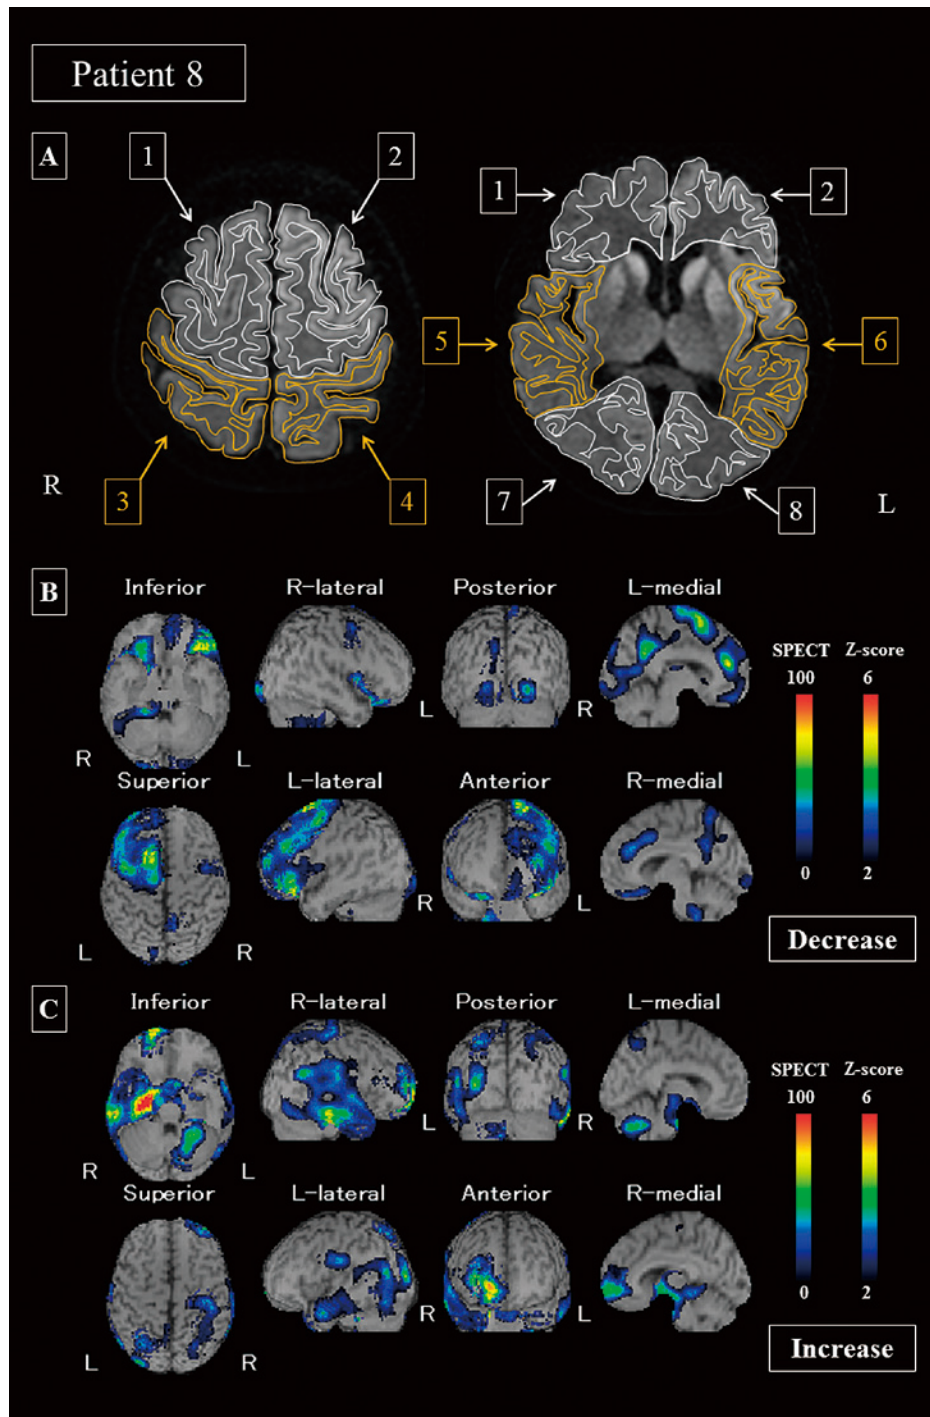 Patient 8
A
1 2
1 2
5 6
R
3 4
7 8
L
B
Inferior R-lateral Posterior L-medial
SPECT Z-score
100 6
L R
R L
Superior L-lateral Anterior R-medial
0 2
R L
L R
Decrease
C
Inferior R-lateral Posterior L-medial
SPECT Z-score
100 6
L R
R L
Superior L-lateral Anterior R-medial
0 2
R L
L R
Increase